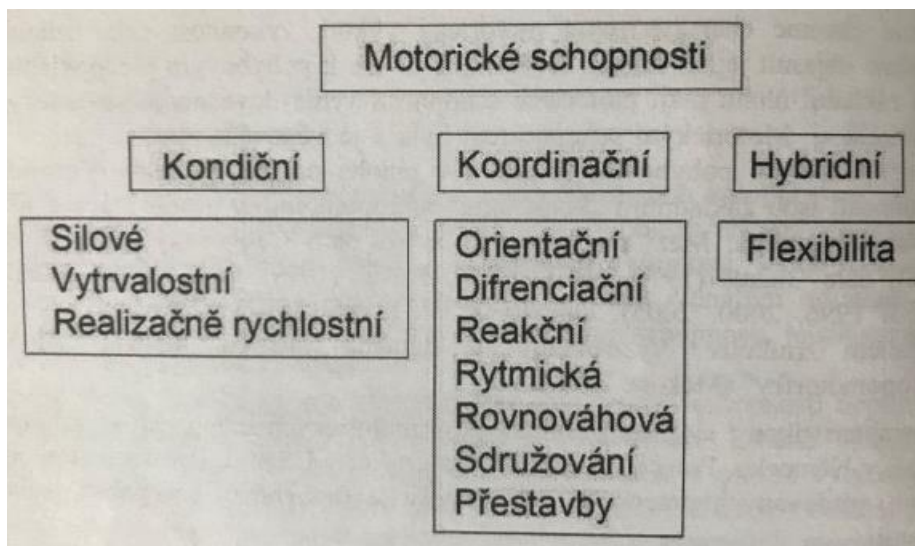 Motorické schopnosti
Kondiční
Koordinační
Hybridní
Silové
Vytrvalostní
Realizačně rychlostní
Orientační
Difrenciační
Reakční
Rytmická
Rovnováhová
Sdružování
Přestavby
Flexibilita